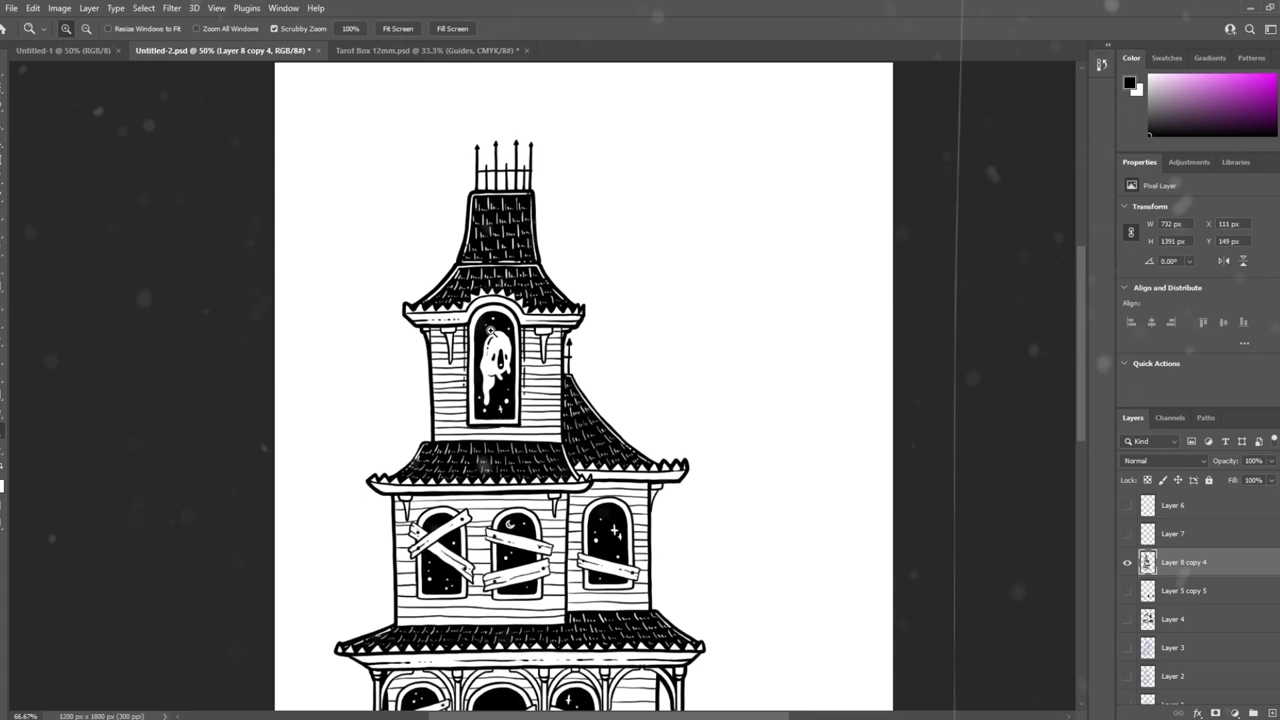 File Edit Image Layer Type Select Filter 3D View Plugins Window Help
Resize Windows to Fit Zoom All Windows Scrubby Zoom 100% Fit Screen Fill Screen
Untitled-1 @ 50% (RGB/8) × Untitled-2.psd @ 50% (Layer 8 copy 4, RGB/8#) * × Tarot Box 12mm.psd @ 33.3% (Guides, CMYK/8#) * ×
Color Swatches Gradients Patterns
Properties Adjustments Libraries
Pixel Layer
Transform
W 732 px X 111 px
H 1391 px Y 149 px
0.00°
Align and Distribute
Align:
Quick Actions
Layers Channels Paths
Kind
Normal Opacity: 100%
Lock: Fill: 100%
Layer 6
Layer 7
Layer 8 copy 4
Layer 5 copy 5
Layer 4
Layer 3
Layer 2
66.67% 1200 px x 1800 px (300 ppi)